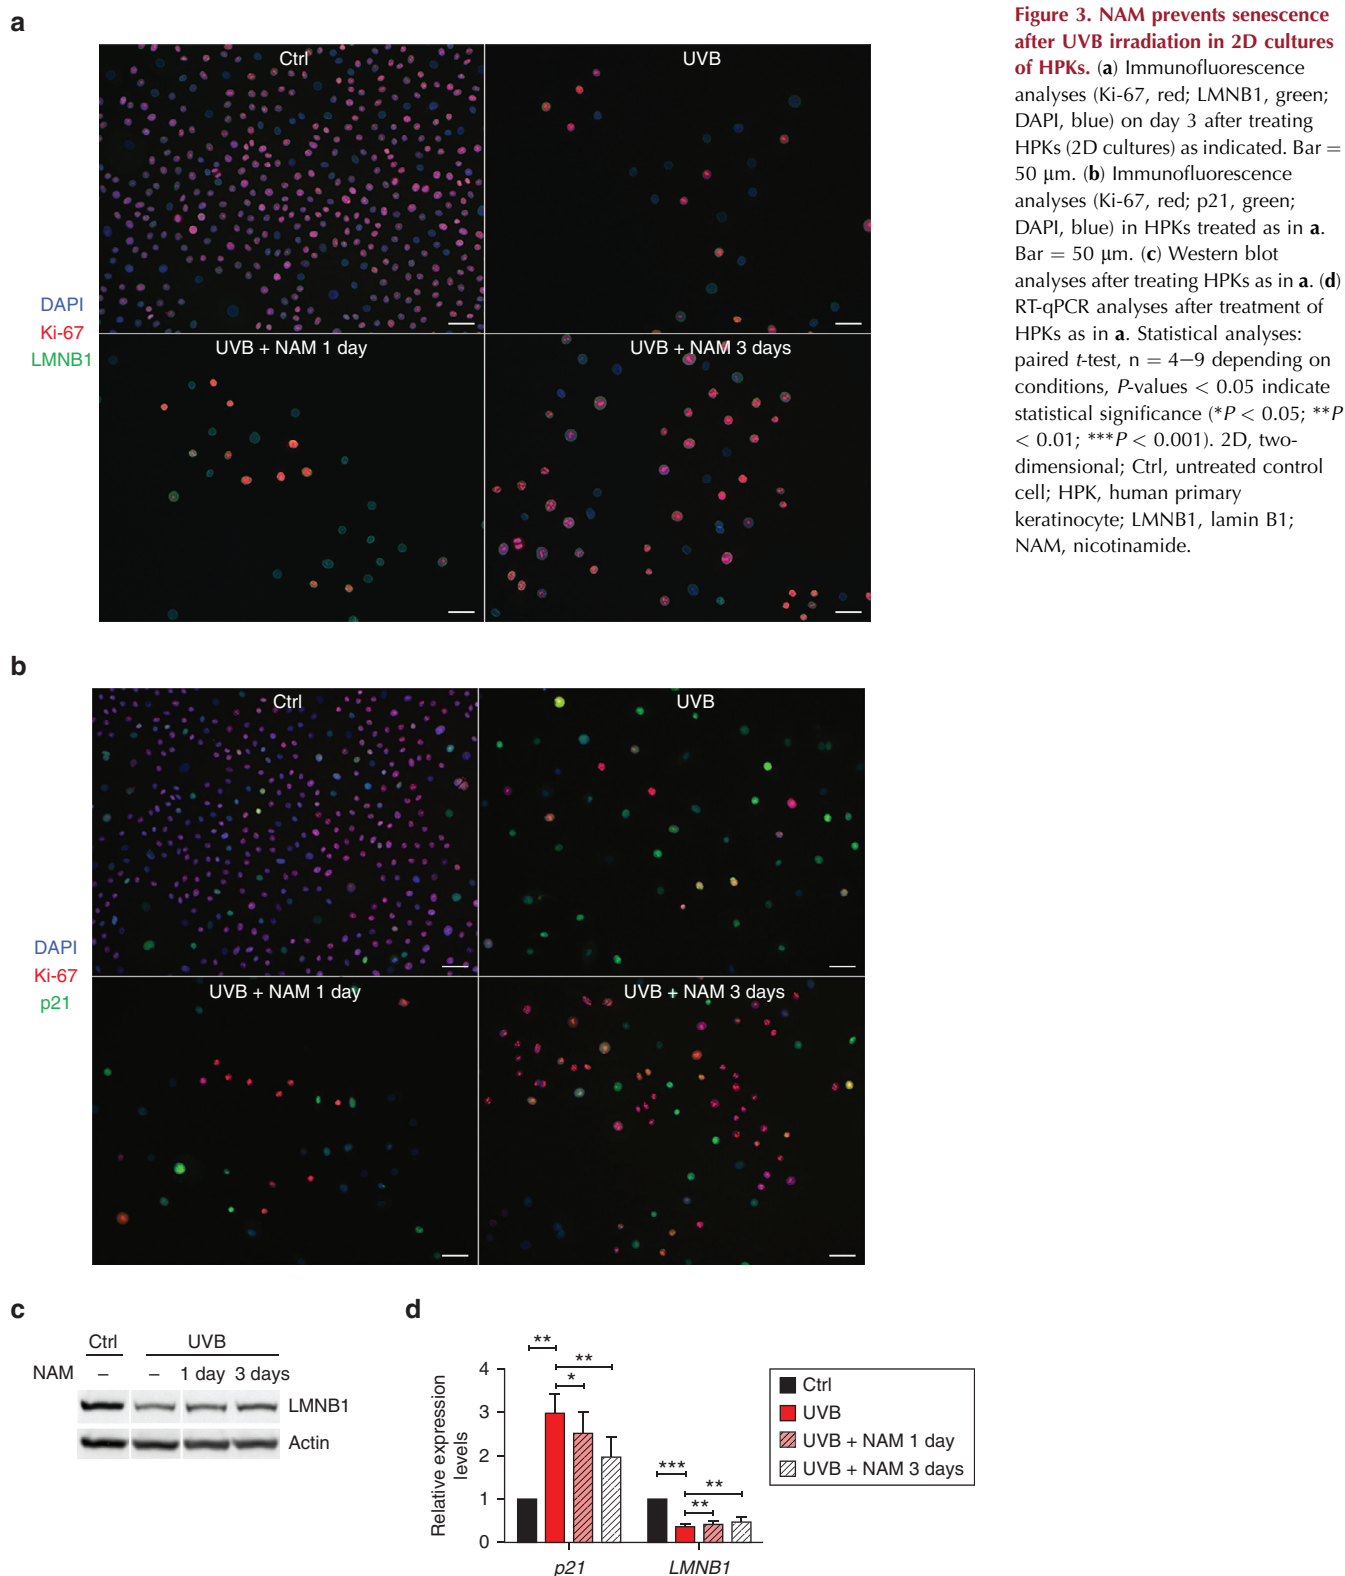 a
Ctrl
UVB
DAPI
Ki-67
LMNB1
UVB + NAM 1 day
UVB + NAM 3 days
Figure 3. NAM prevents senescence
after UVB irradiation in 2D cultures
of HPKs. (a) Immunofluorescence
analyses (Ki-67, red; LMNB1, green;
DAPI, blue) on day 3 after treating
HPKs (2D cultures) as indicated. Bar =
50 μm. (b) Immunofluorescence
analyses (Ki-67, red; p21, green;
DAPI, blue) in HPKs treated as in a.
Bar = 50 μm. (c) Western blot
analyses after treating HPKs as in a. (d)
RT-qPCR analyses after treatment of
HPKs as in a. Statistical analyses:
paired t-test, n = 4–9 depending on
conditions, P-values < 0.05 indicate
statistical significance (*P < 0.05; **P
< 0.01; ***P < 0.001). 2D, two-
dimensional; Ctrl, untreated control
cell; HPK, human primary
keratinocyte; LMNB1, lamin B1;
NAM, nicotinamide.
b
Ctrl
UVB
DAPI
Ki-67
p21
UVB + NAM 1 day
UVB + NAM 3 days
c
Ctrl UVB
NAM – – 1 day 3 days
LMNB1
Actin
d
Relative expression
levels
4
3
2
1
0
** ** *
*** ** **
p21 LMNB1
Ctrl
UVB
UVB + NAM 1 day
UVB + NAM 3 days